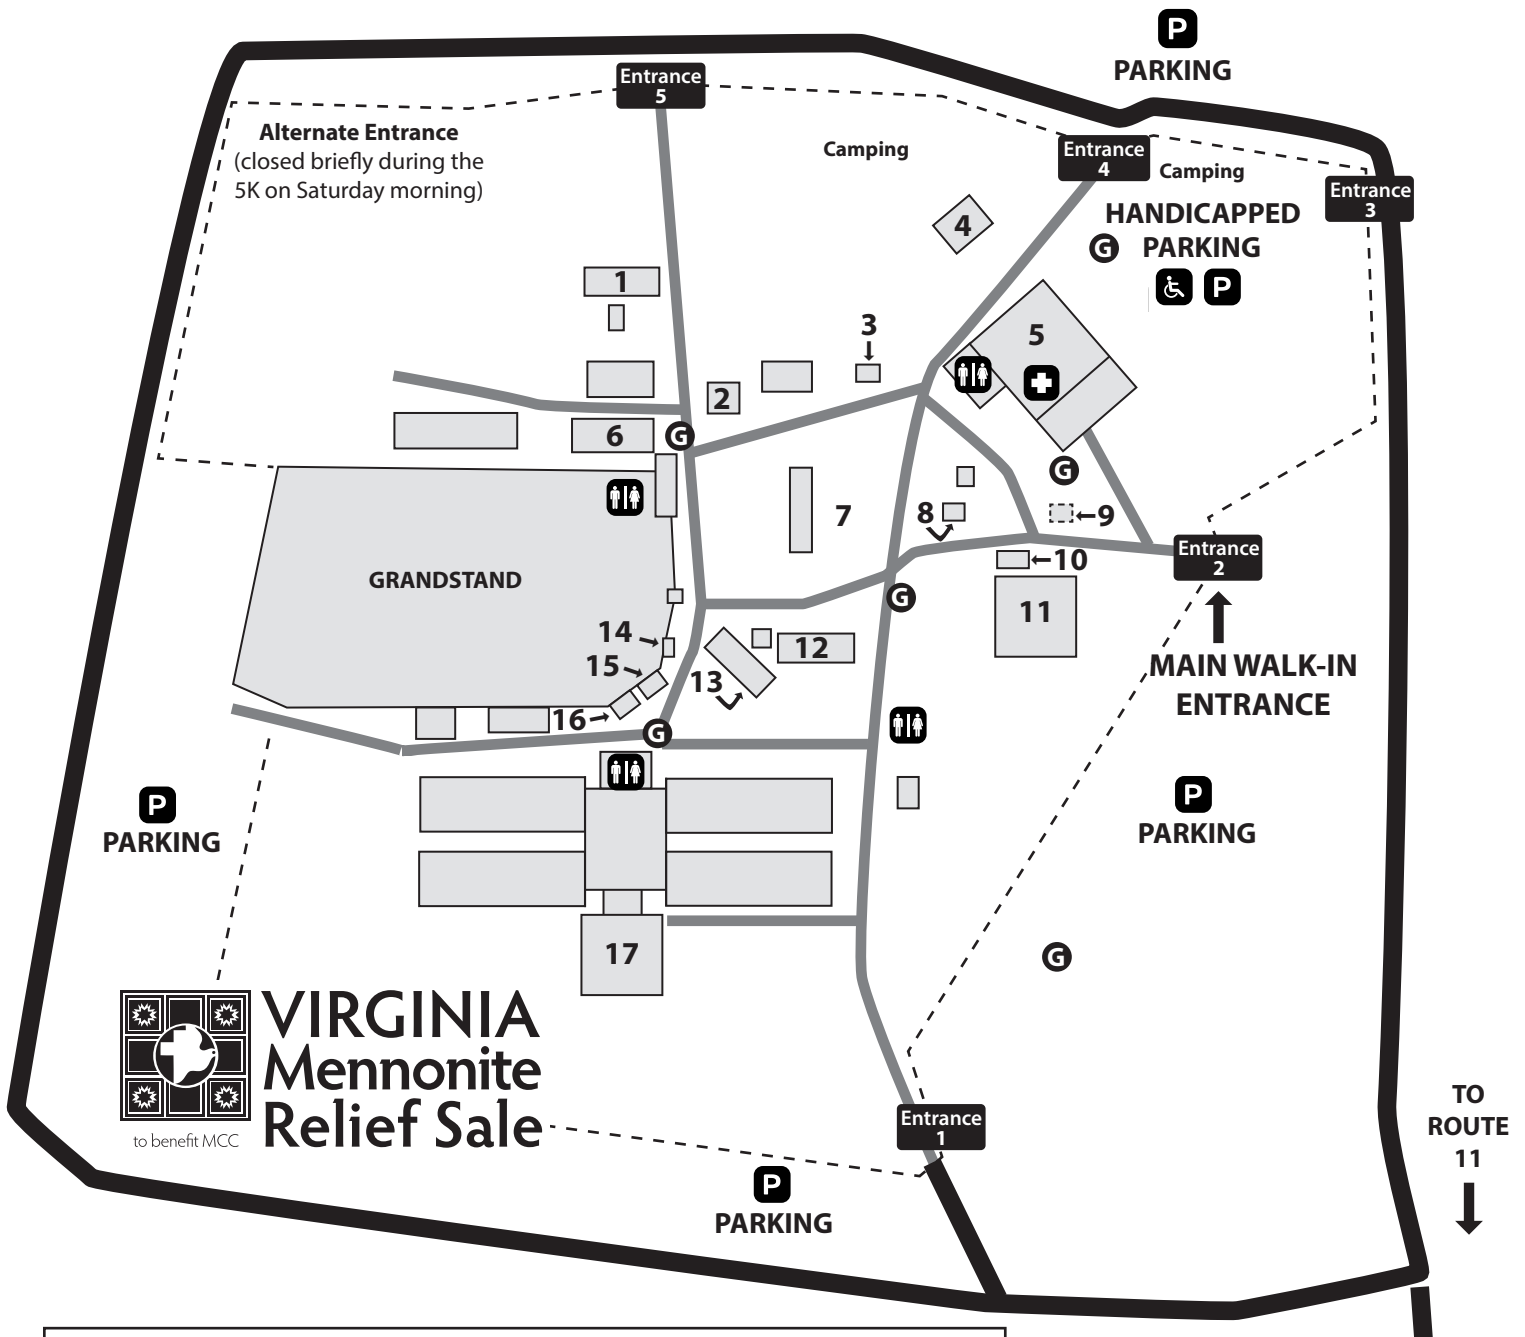 P
PARKING
Entrance
5
Alternate Entrance
(closed briefly during the
5K on Saturday morning)
Camping
Entrance
4
Camping
Entrance
3
HANDICAPPED
G PARKING
P
4
1
3
5
2
6
G
G
7
8
9
10
Entrance
2
GRANDSTAND
G
11
14
12
15
13
16
MAIN WALK-IN
ENTRANCE
G
P
PARKING
P
PARKING
17
G
VIRGINIA
Mennonite
Relief Sale
to benefit MCC
Entrance
1
TO
ROUTE
11
P
PARKING